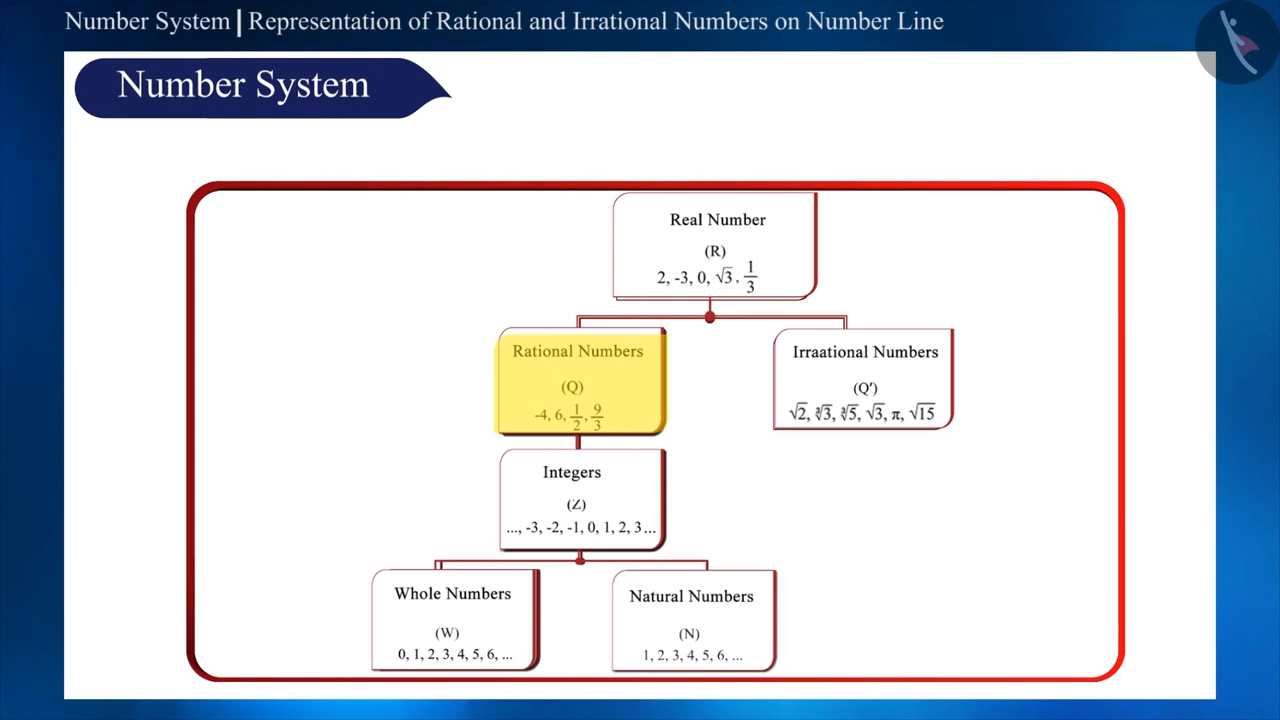 Number System | Representation of Rational and Irrational Numbers on Number Line
Number System
Real Number
(R)
2, -3, 0, √3, 1/3
Rational Numbers
(Q)
-4, 6, 1/2, 9/3
Irraational Numbers
(Q′)
√2, ∛3, ∛5, √3, π, √15
Integers
(Z)
..., -3, -2, -1, 0, 1, 2, 3...
Whole Numbers
(W)
0, 1, 2, 3, 4, 5, 6, ...
Natural Numbers
(N)
1, 2, 3, 4, 5, 6, ...